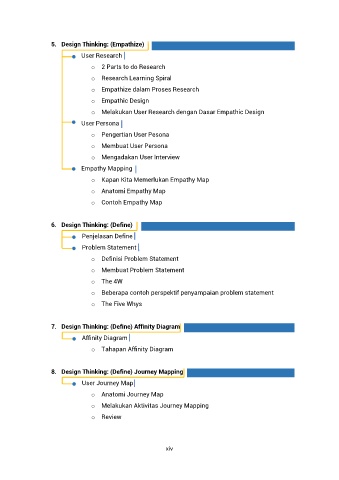 5. Design Thinking: (Empathize)
User Research
o 2 Parts to do Research
o Research Learning Spiral
o Empathize dalam Proses Research
o Empathic Design
o Melakukan User Research dengan Dasar Empathic Design
User Persona
o Pengertian User Pesona
o Membuat User Persona
o Mengadakan User Interview
Empathy Mapping
o Kapan Kita Memerlukan Empathy Map
o Anatomi Empathy Map
o Contoh Empathy Map
6. Design Thinking: (Define)
Penjelasan Define
Problem Statement
o Definisi Problem Statement
o Membuat Problem Statement
o The 4W
o Beberapa contoh perspektif penyampaian problem statement
o The Five Whys
7. Design Thinking: (Define) Affinity Diagram
Affinity Diagram
o Tahapan Affinity Diagram
8. Design Thinking: (Define) Journey Mapping
User Journey Map
o Anatomi Journey Map
o Melakukan Aktivitas Journey Mapping
o Review
xiv